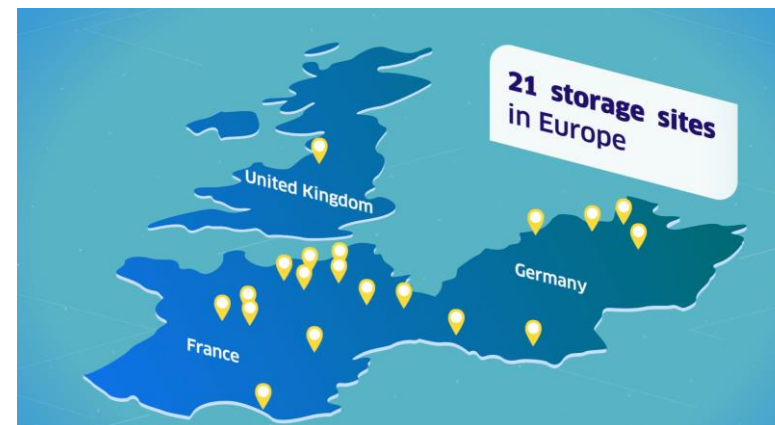 21 storage sites
in Europe
United Kingdom
Germany
France